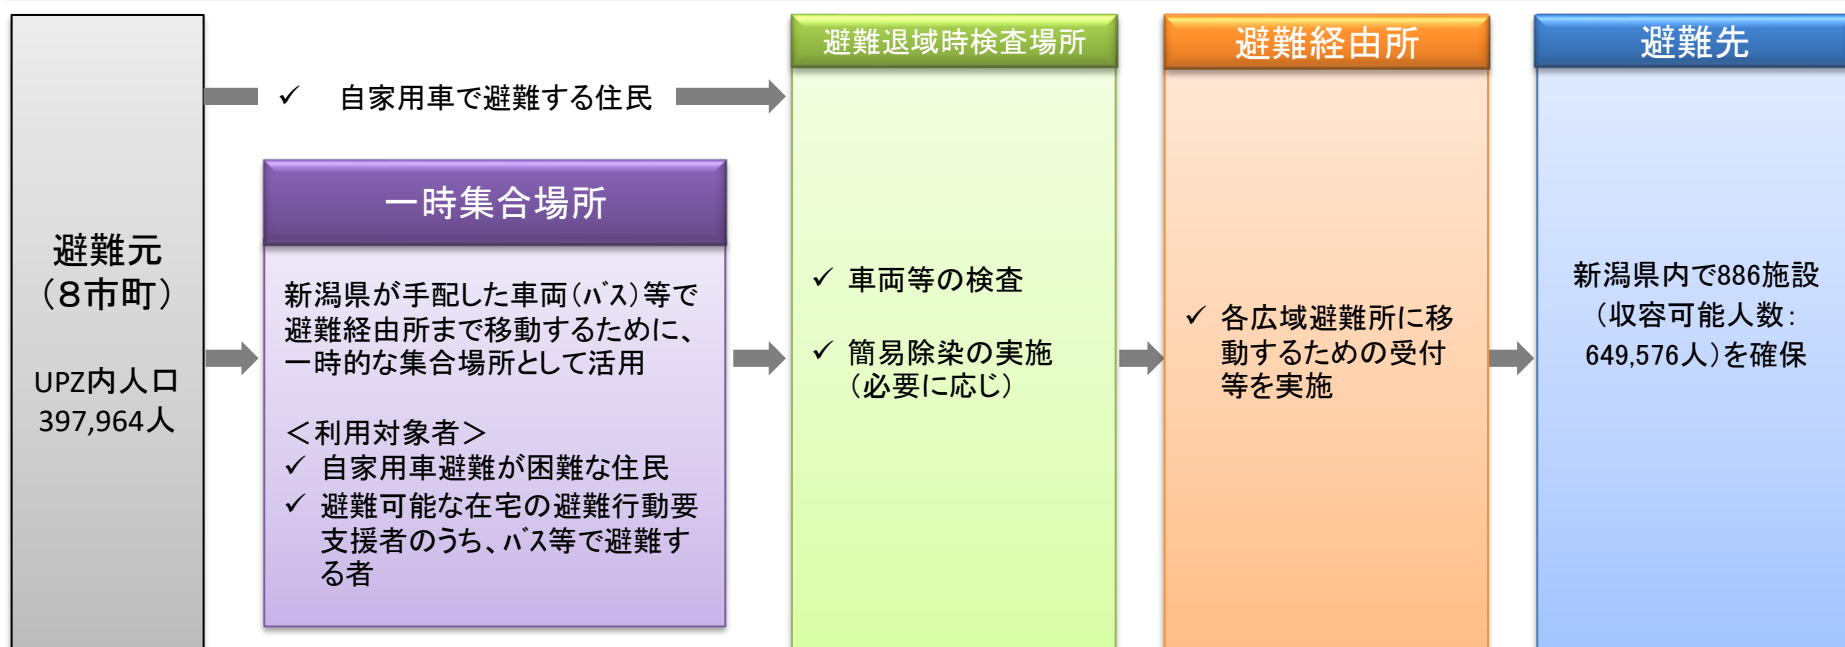 避難元
（８市町）
UPZ内人口
397,964人
✓ 自家用車で避難する住民
一時集合場所
新潟県が手配した車両（ﾊﾞｽ）等で
避難経由所まで移動するために、
一時的な集合場所として活用
＜利用対象者＞
✓ 自家用車避難が困難な住民
✓ 避難可能な在宅の避難行動要
支援者のうち、ﾊﾞｽ等で避難す
る者
避難退域時検査場所
✓ 車両等の検査
✓ 簡易除染の実施
（必要に応じ）
避難経由所
✓ 各広域避難所に移
動するための受付
等を実施
避難先
新潟県内で886施設
（収容可能人数：
649,576人）を確保